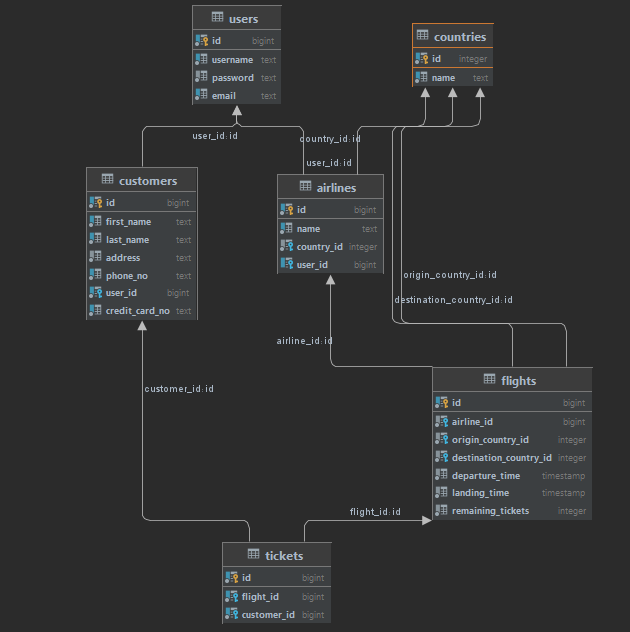 users
id bigint
username text
password text
email text
countries
id integer
name text
user_id:id
country_id:id
user_id:id
customers
id bigint
first_name text
last_name text
address text
phone_no text
user_id bigint
credit_card_no text
airlines
id bigint
name text
country_id integer
user_id bigint
origin_country_id:id
destination_country_id:id
airline_id:id
customer_id:id
flights
id bigint
airline_id bigint
origin_country_id integer
destination_country_id integer
departure_time timestamp
landing_time timestamp
remaining_tickets integer
flight_id:id
tickets
id bigint
flight_id bigint
customer_id bigint